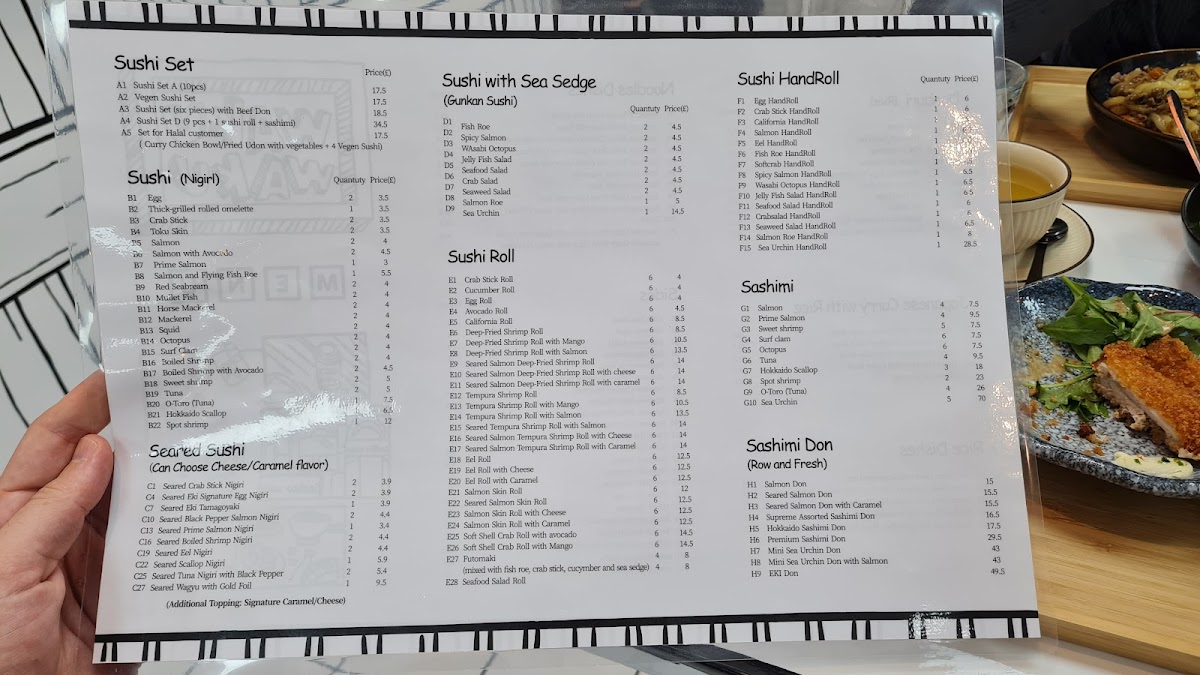 Sushi Set
Price(£)
A1 Sushi Set A (10pcs) 17.5
A2 Vegen Sushi Set 17.5
A3 Sushi Set (six pieces) with Beef Don 18.5
A4 Sushi Set D (9 pcs + 1 sushi roll + sashimi) 34.5
A5 Set for Halal customer 17.5
( Curry Chicken Bowl/Fried Udon with vegetables + 4 Vegen Sushi)
Sushi (Nigirl)
Quantuty Price(£)
B1 Egg 2 3.5
B2 Thick-grilled rolled omelette 1 3.5
B3 Crab Stick 2 3.5
B4 Toku Skin 2 3.5
B5 Salmon 2 4
B6 Salmon with Avocado 2 4.5
B7 Prime Salmon 1 3
B8 Salmon and Flying Fish Roe 1 5.5
B9 Red Seabream 2 4
B10 Mullet Fish 2 4
B11 Horse Mackerel 2 4
B12 Mackerel 2 4
B13 Squid 2 4
B14 Octopus 2 4
B15 Surf Clam 2 4
B16 Boiled Shrimp 2 4
B17 Boiled Shrimp with Avocado 2 4.5
B18 Sweet shrimp 2 5
B19 Tuna 2 5
B20 O-Toro (Tuna) 1 7.5
B21 Hokkaido Scallop 1 6.5
B22 Spot shrimp 1 12
Seared Sushi
(Can Choose Cheese/Caramel flavor)
C1 Seared Crab Stick Nigiri 2 3.9
C4 Seared Eki Signature Egg Nigiri 2 3.9
C7 Seared Eki Tamagoyaki 1 3.9
C10 Seared Black Pepper Salmon Nigiri 2 4.4
C13 Seared Prime Salmon Nigiri 1 3.4
C16 Seared Boiled Shrimp Nigiri 2 4.4
C19 Seared Eel Nigiri 2 4.4
C22 Seared Scallop Nigiri 1 5.9
C25 Seared Tuna Nigiri with Black Pepper 2 5.4
C27 Seared Wagyu with Gold Foil 1 9.5
(Additional Topping: Signature Caramel/Cheese)
Sushi with Sea Sedge
(Gunkan Sushi)
Quantuty Price(£)
D1 Fish Roe 2 4.5
D2 Spicy Salmon 2 4.5
D3 WAsabi Octopus 2 4.5
D4 Jelly Fish Salad 2 4.5
D5 Seafood Salad 2 4.5
D6 Crab Salad 2 4.5
D7 Seaweed Salad 2 4.5
D8 Salmon Roe 1 5
D9 Sea Urchin 1 14.5
Sushi Roll
E1 Crab Stick Roll 6 4
E2 Cucumber Roll 6 4
E3 Egg Roll 6 4
E4 Avocado Roll 6 4.5
E5 California Roll 6 8.5
E6 Deep-Fried Shrimp Roll 6 8.5
E7 Deep-Fried Shrimp Roll with Mango 6 10.5
E8 Deep-Fried Shrimp Roll with Salmon 6 13.5
E9 Seared Salmon Deep-Fried Shrimp Roll 6 14
E10 Seared Salmon Deep-Fried Shrimp Roll with cheese 6 14
E11 Seared Salmon Deep-Fried Shrimp Roll with caramel 6 14
E12 Tempura Shrimp Roll 6 8.5
E13 Tempura Shrimp Roll with Mango 6 10.5
E14 Tempura Shrimp Roll with Salmon 6 13.5
E15 Seared Tempura Shrimp Roll with Salmon 6 14
E16 Seared Salmon Tempura Shrimp Roll with Cheese 6 14
E17 Seared Salmon Tempura Shrimp Roll with Caramel 6 14
E18 Eel Roll 6 12.5
E19 Eel Roll with Cheese 6 12.5
E20 Eel Roll with Caramel 6 12.5
E21 Salmon Skin Roll 6 12
E22 Seared Salmon Skin Roll 6 12.5
E23 Salmon Skin Roll with Cheese 6 12.5
E24 Salmon Skin Roll with Caramel 6 12.5
E25 Soft Shell Crab Roll with avocado 6 14.5
E26 Soft Shell Crab Roll with Mango 6 14.5
E27 Futomaki 4 8
(mixed with fish roe, crab stick, cucymber and sea sedge) 4 8
E28 Seafood Salad Roll
Sushi HandRoll
Quantuty Price(£)
F1 Egg HandRoll 1 6
F2 Crab Stick HandRoll 1 6
F3 California HandRoll 1 6
F4 Salmon HandRoll 1 6
F5 Eel HandRoll 1 6
F6 Fish Roe HandRoll 1 6
F7 Softcrab HandRoll 1 6.5
F8 Spicy Salmon HandRoll 1 6.5
F9 Wasabi Octopus HandRoll 1 6.5
F10 Jelly Fish Salad HandRoll 1 6.5
F11 Seafood Salad HandRoll 1 6
F12 Crabsalad HandRoll 1 6
F13 Seaweed Salad HandRoll 1 6.5
F14 Salmon Roe HandRoll 1 8
F15 Sea Urchin HandRoll 1 28.5
Sashimi
G1 Salmon 4 7.5
G2 Prime Salmon 4 9.5
G3 Sweet shrimp 5 7.5
G4 Surf clam 6 7.5
G5 Octopus 6 7.5
G6 Tuna 4 9.5
G7 Hokkaido Scallop 3 18
G8 Spot shrimp 2 23
G9 O-Toro (Tuna) 4 26
G10 Sea Urchin 5 70
Sashimi Don
(Row and Fresh)
H1 Salmon Don 15
H2 Seared Salmon Don 15.5
H3 Seared Salmon Don with Caramel 15.5
H4 Supreme Assorted Sashimi Don 16.5
H5 Hokkaido Sashimi Don 17.5
H6 Premium Sashimi Don 29.5
H7 Mini Sea Urchin Don 43
H8 Mini Sea Urchin Don with Salmon 43
H9 EKI Don 49.5